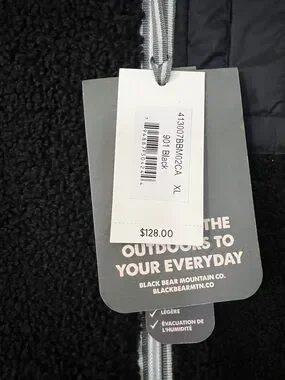 413007BBM02CA XL
901 Black
$128.00
THE
OUTDOORS TO
YOUR EVERYDAY
BLACK BEAR MOUNTAIN CO.
BLACKBEARMTN.CO
LÉGÈRE
ÉVACUATION DE
L'HUMIDITÉ